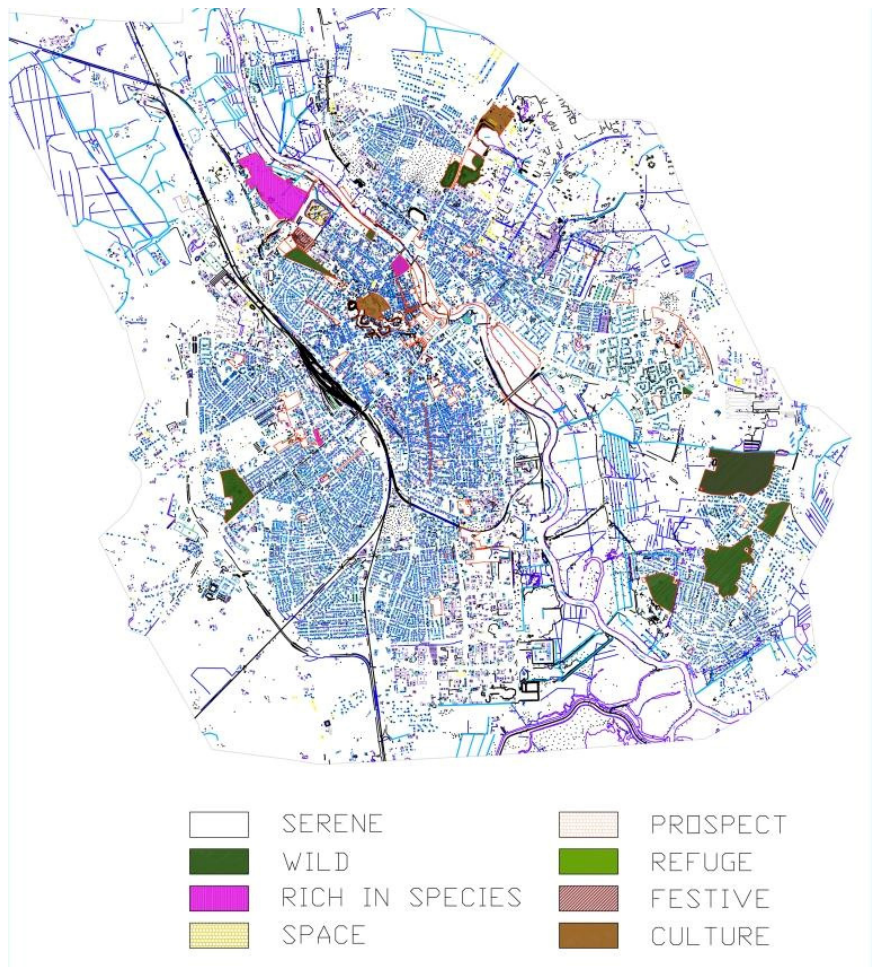 SERENE
PROSPECT
WILD
REFUGE
RICH IN SPECIES
FESTIVE
SPACE
CULTURE